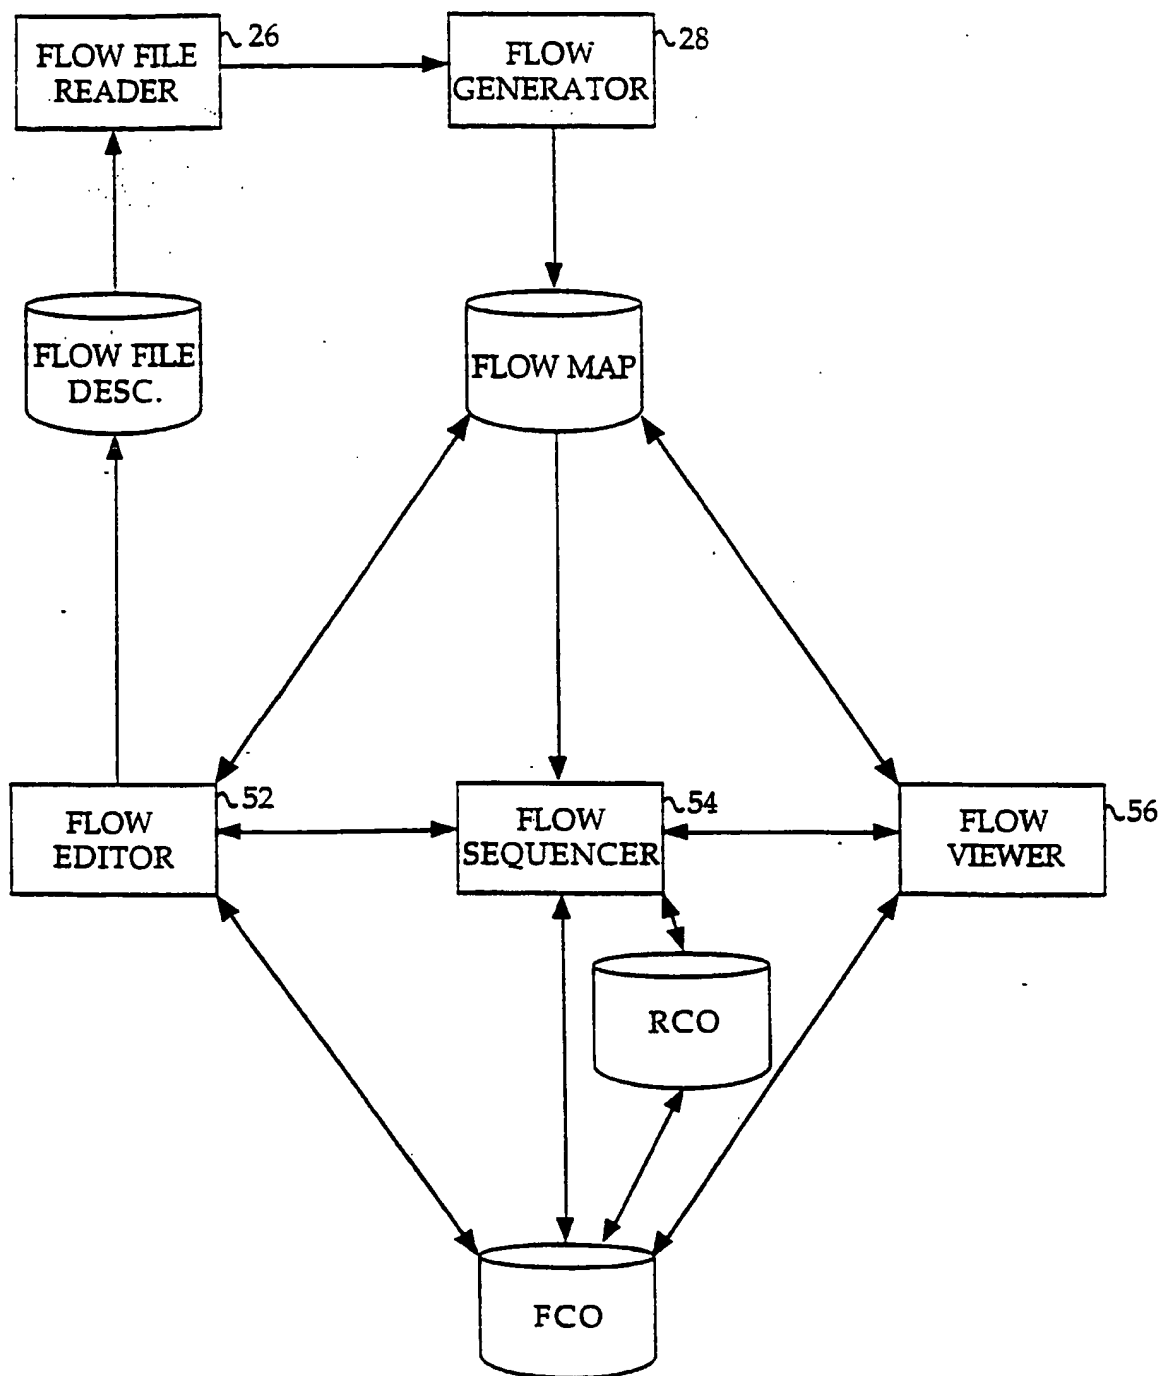 FLOW FILE
READER
26
FLOW
GENERATOR
28
FLOW FILE
DESC.
FLOW MAP
FLOW
EDITOR
52
FLOW
SEQUENCER
54
FLOW
VIEWER
56
RCO
FCO